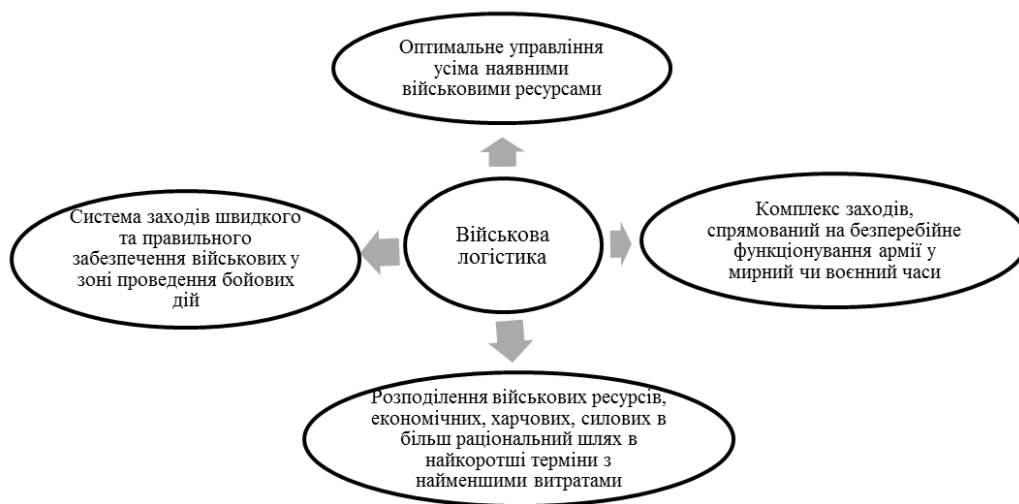 Оптимальне управління
усіма наявними
військовими ресурсами
Система заходів швидкого
та правильного
забезпечення військових у
зоні проведення бойових
дій
Військова
логістика
Комплекс заходів,
спрямований на безперебійне
функціонування армії у
мирний чи воєнний часи
Розподілення військових ресурсів,
економічних, харчових, силових в
більш раціональний шлях в
найкоротші терміни з
найменшими витратами